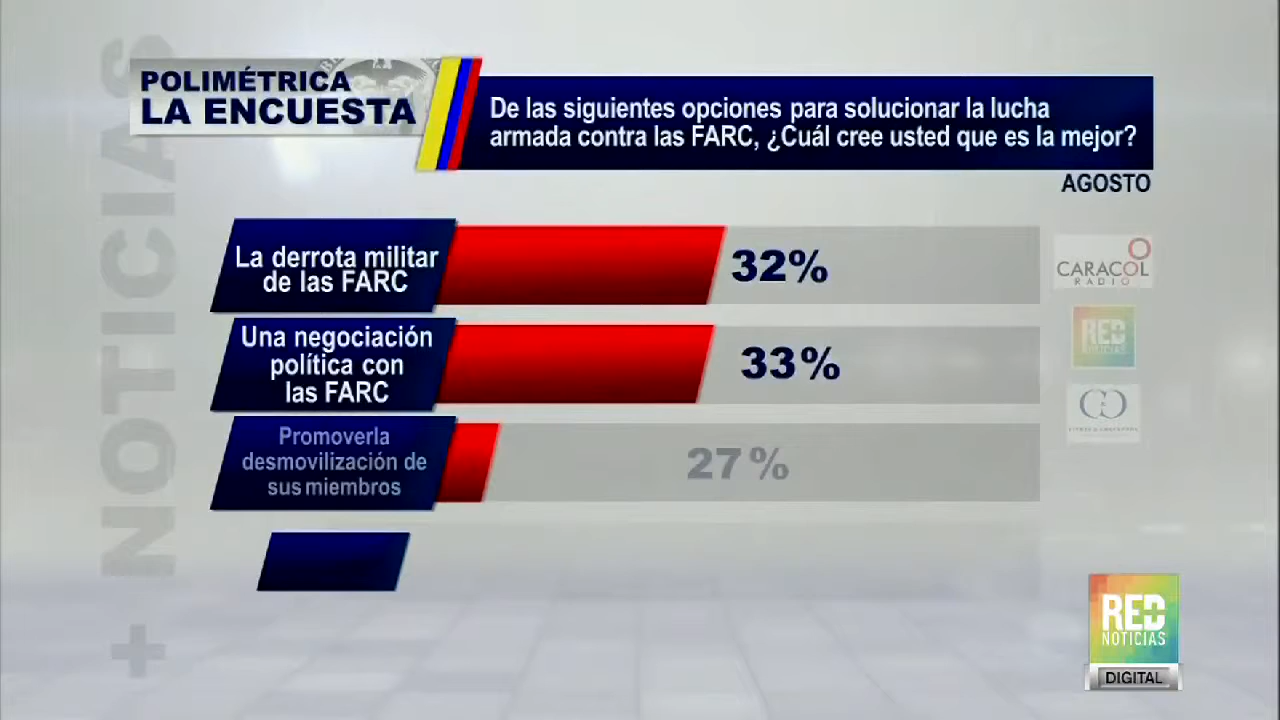 POLIMÉTRICA
LA ENCUESTA
De las siguientes opciones para solucionar la lucha
armada contra las FARC, ¿Cuál cree usted que es la mejor?
AGOSTO
La derrota militar
de las FARC
32%
Una negociación
política con
las FARC
33%
Promoverla
desmovilización de
sus miembros
27%
CARACOL
RADIO
RED
+ NOTICIAS
RED
NOTICIAS
DIGITAL